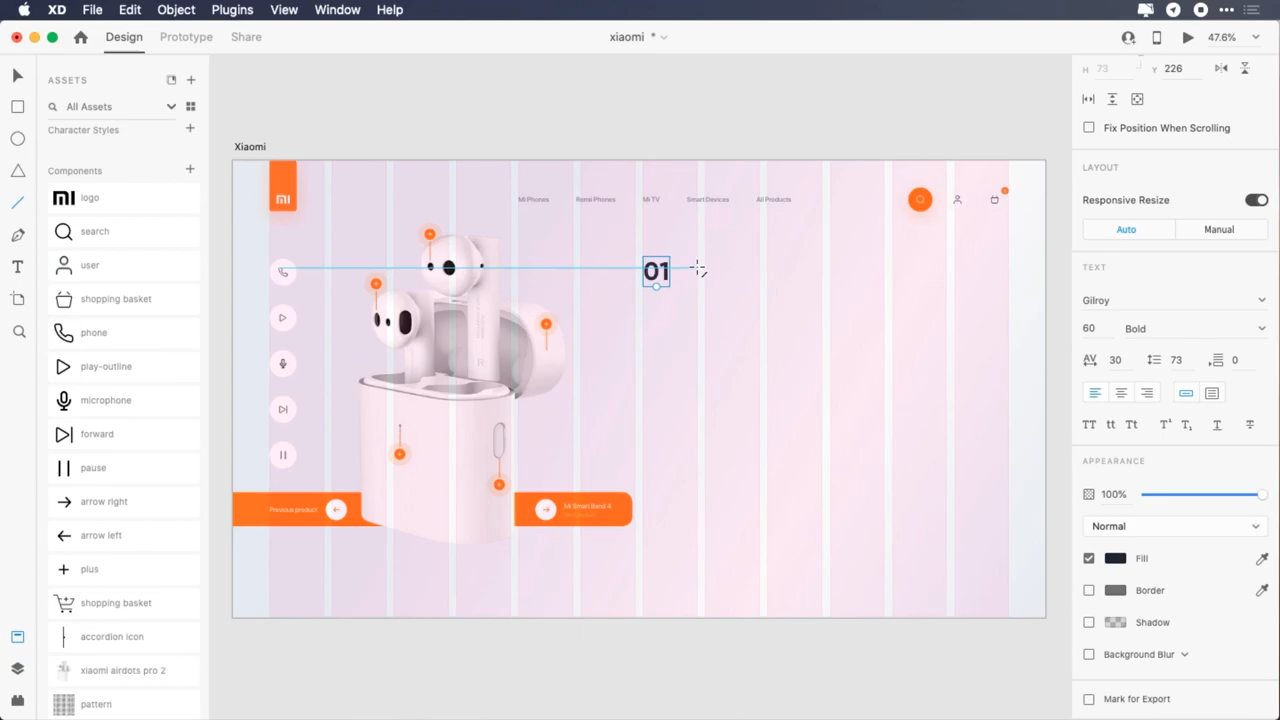 XD File Edit Object Plugins View Window Help
Design Prototype Share
xiaomi *
47.6%
ASSETS
All Assets
Character Styles
Components
logo
search
user
shopping basket
phone
play-outline
microphone
forward
pause
arrow right
arrow left
plus
shopping basket
accordion icon
xiaomi airdots pro 2
pattern
Xiaomi
Mi Phones Remi Phones Mi TV Smart Devices All Products
01
Previous product
Mi Smart Band 4
H 73 Y 226
Fix Position When Scrolling
LAYOUT
Responsive Resize
Auto Manual
TEXT
Gilroy
60 Bold
AV 30 73 0
TT tt Tt T¹ T₁ T T
APPEARANCE
100%
Normal
Fill
Border
Shadow
Background Blur
Mark for Export